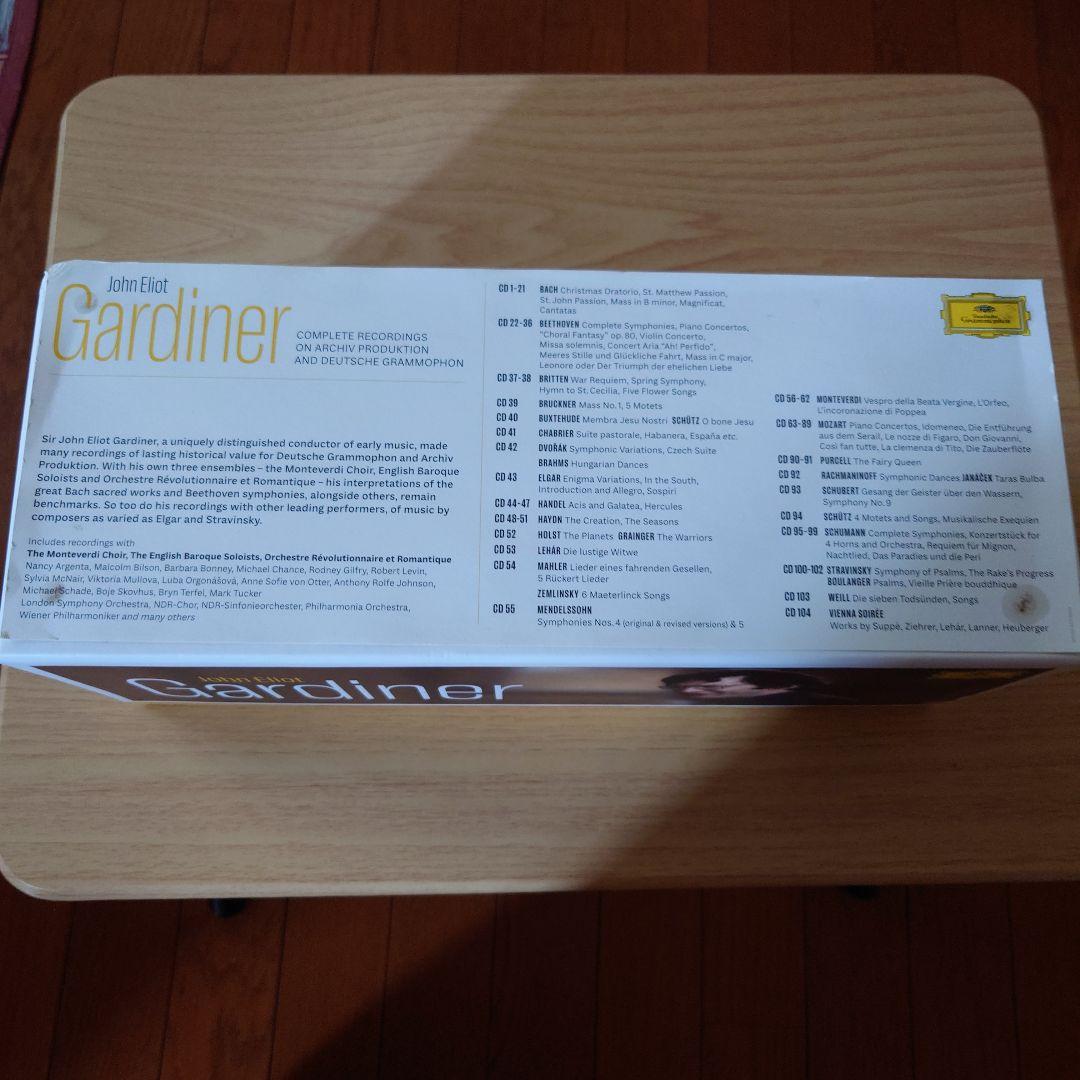 John Eliot
Gardiner
COMPLETE RECORDINGS
ON ARCHIV PRODUKTION
AND DEUTSCHE GRAMMOPHON
Sir John Eliot Gardiner, a uniquely distinguished conductor of early music, made
many recordings of lasting historical value for Deutsche Grammophon and Archiv
Produktion. With his own three ensembles – the Monteverdi Choir, English Baroque
Soloists and Orchestre Révolutionnaire et Romantique – his interpretations of the
great Bach sacred works and Beethoven symphonies, alongside others, remain
benchmarks. So too do his recordings with other leading performers, of music by
composers as varied as Elgar and Stravinsky.
Includes recordings with
The Monteverdi Choir, The English Baroque Soloists, Orchestre Révolutionnaire et Romantique
Nancy Argenta, Malcolm Bilson, Barbara Bonney, Michael Chance, Rodney Gilfry, Robert Levin,
Sylvia McNair, Viktoria Mullova, Luba Orgonášová, Anne Sofie von Otter, Anthony Rolfe Johnson,
Michael Schade, Boje Skovhus, Bryn Terfel, Mark Tucker
London Symphony Orchestra, NDR-Chor, NDR-Sinfonieorchester, Philharmonia Orchestra,
Wiener Philharmoniker and many others
CD 1-21 BACH Christmas Oratorio, St. Matthew Passion,
St. John Passion, Mass in B minor, Magnificat,
Cantatas
CD 22-36 BEETHOVEN Complete Symphonies, Piano Concertos,
"Choral Fantasy" op. 80, Violin Concerto,
Missa solemnis, Concert Aria "Ah! Perfido",
Meeres Stille und Glückliche Fahrt, Mass in C major,
Leonore oder Der Triumph der ehelichen Liebe
CD 37-38 BRITTEN War Requiem, Spring Symphony,
Hymn to St. Cecilia, Five Flower Songs
CD 39 BRUCKNER Mass No. 1, 5 Motets
CD 40 BUXTEHUDE Membra Jesu Nostri SCHÜTZ O bone Jesu
CD 41 CHABRIER Suite pastorale, Habanera, España etc.
CD 42 DVOŘÁK Symphonic Variations, Czech Suite
BRAHMS Hungarian Dances
CD 43 ELGAR Enigma Variations, In the South,
Introduction and Allegro, Sospiri
CD 44-47 HANDEL Acis and Galatea, Hercules
CD 48-51 HAYDN The Creation, The Seasons
CD 52 HOLST The Planets GRAINGER The Warriors
CD 53 LEHÁR Die lustige Witwe
CD 54 MAHLER Lieder eines fahrenden Gesellen,
5 Rückert Lieder
ZEMLINSKY 6 Maeterlinck Songs
CD 55 MENDELSSOHN
Symphonies Nos. 4 (original & revised versions) & 5
Deutsche
Grammophon
CD 56-62 MONTEVERDI Vespro della Beata Vergine, L'Orfeo,
L'incoronazione di Poppea
CD 63-89 MOZART Piano Concertos, Idomeneo, Die Entführung
aus dem Serail, Le nozze di Figaro, Don Giovanni,
Così fan tutte, La clemenza di Tito, Die Zauberflöte
CD 90-91 PURCELL The Fairy Queen
CD 92 RACHMANINOFF Symphonic Dances JANÁČEK Taras Bulba
CD 93 SCHUBERT Gesang der Geister über den Wassern,
Symphony No. 9
CD 94 SCHÜTZ 4 Motets and Songs, Musikalische Exequien
CD 95-99 SCHUMANN Complete Symphonies, Konzertstück for
4 Horns and Orchestra, Requiem für Mignon,
Nachtlied, Das Paradies und die Peri
CD 100-102 STRAVINSKY Symphony of Psalms, The Rake's Progress
BOULANGER Psalms, Vieille Prière bouddhique
CD 103 WEILL Die sieben Todsünden, Songs
CD 104 VIENNA SOIRÉE
Works by Suppé, Ziehrer, Lehár, Lanner, Heuberger
John Eliot
Gardiner